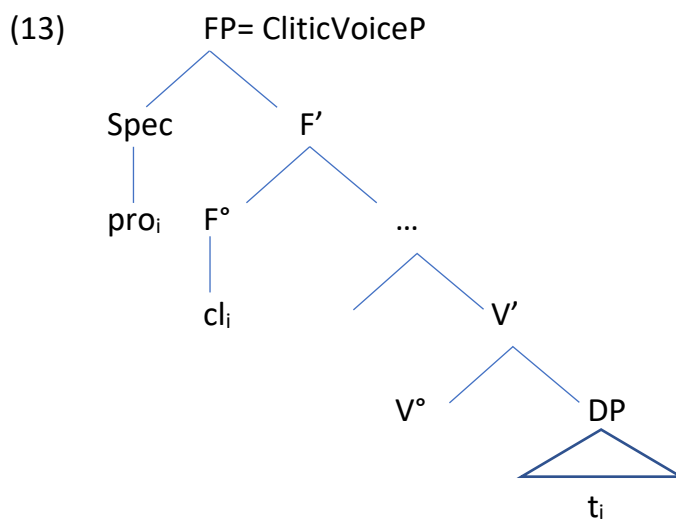 (13) FP= CliticVoiceP
Spec F’
proᵢ F° ...
clᵢ V’
V° DP
tᵢ